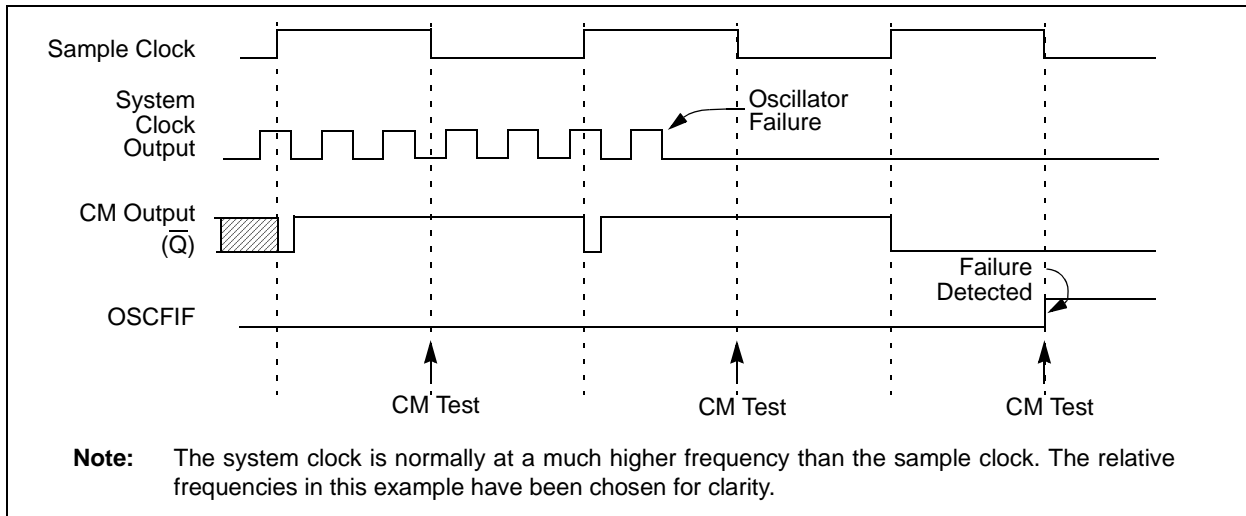 Sample Clock
System
Clock
Output
Oscillator
Failure
CM Output
(Q̅)
Failure
Detected
OSCFIF
CM Test
CM Test
CM Test
Note: The system clock is normally at a much higher frequency than the sample clock. The relative
frequencies in this example have been chosen for clarity.